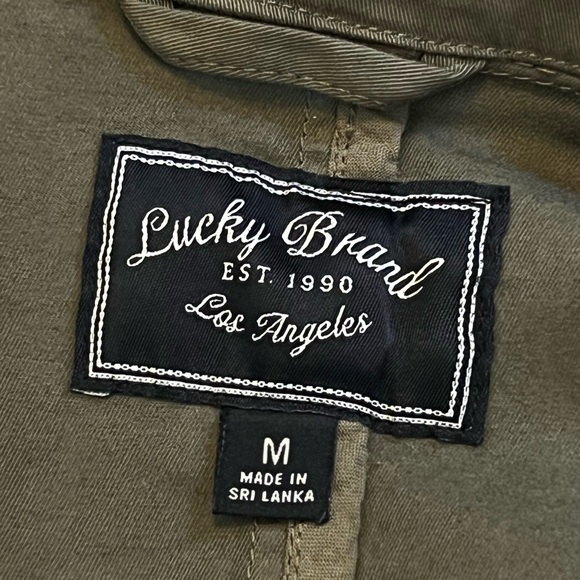 Lucky Brand
EST. 1990
Los Angeles
M
MADE IN
SRI LANKA